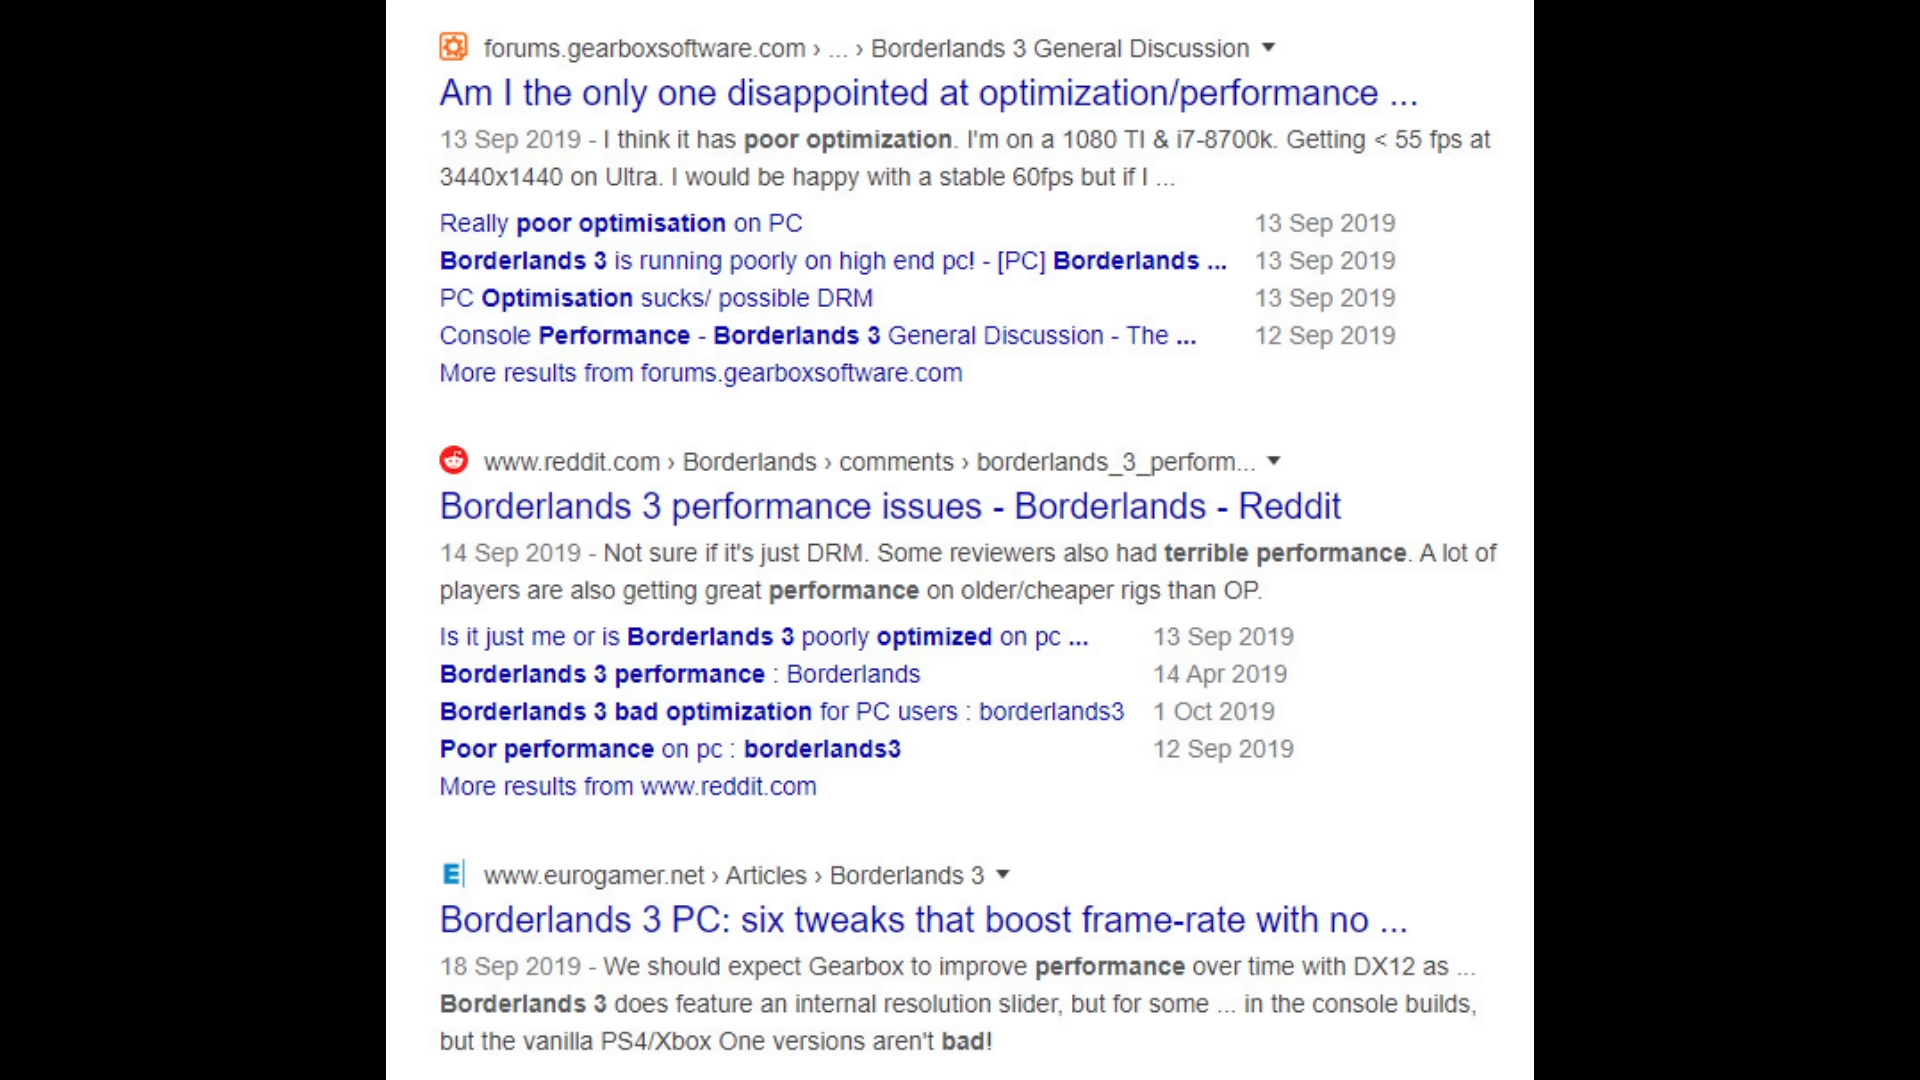 forums.gearboxsoftware.com › ... › Borderlands 3 General Discussion
Am I the only one disappointed at optimization/performance ...
13 Sep 2019 - I think it has poor optimization. I'm on a 1080 TI & i7-8700k. Getting < 55 fps at
3440x1440 on Ultra. I would be happy with a stable 60fps but if I ...
Really poor optimisation on PC 13 Sep 2019
Borderlands 3 is running poorly on high end pc! - [PC] Borderlands ... 13 Sep 2019
PC Optimisation sucks/ possible DRM 13 Sep 2019
Console Performance - Borderlands 3 General Discussion - The ... 12 Sep 2019
More results from forums.gearboxsoftware.com
www.reddit.com › Borderlands › comments › borderlands_3_perform...
Borderlands 3 performance issues - Borderlands - Reddit
14 Sep 2019 - Not sure if it's just DRM. Some reviewers also had terrible performance. A lot of
players are also getting great performance on older/cheaper rigs than OP.
Is it just me or is Borderlands 3 poorly optimized on pc ... 13 Sep 2019
Borderlands 3 performance : Borderlands 14 Apr 2019
Borderlands 3 bad optimization for PC users : borderlands3 1 Oct 2019
Poor performance on pc : borderlands3 12 Sep 2019
More results from www.reddit.com
E www.eurogamer.net › Articles › Borderlands 3
Borderlands 3 PC: six tweaks that boost frame-rate with no ...
18 Sep 2019 - We should expect Gearbox to improve performance over time with DX12 as ...
Borderlands 3 does feature an internal resolution slider, but for some ... in the console builds,
but the vanilla PS4/Xbox One versions aren't bad!